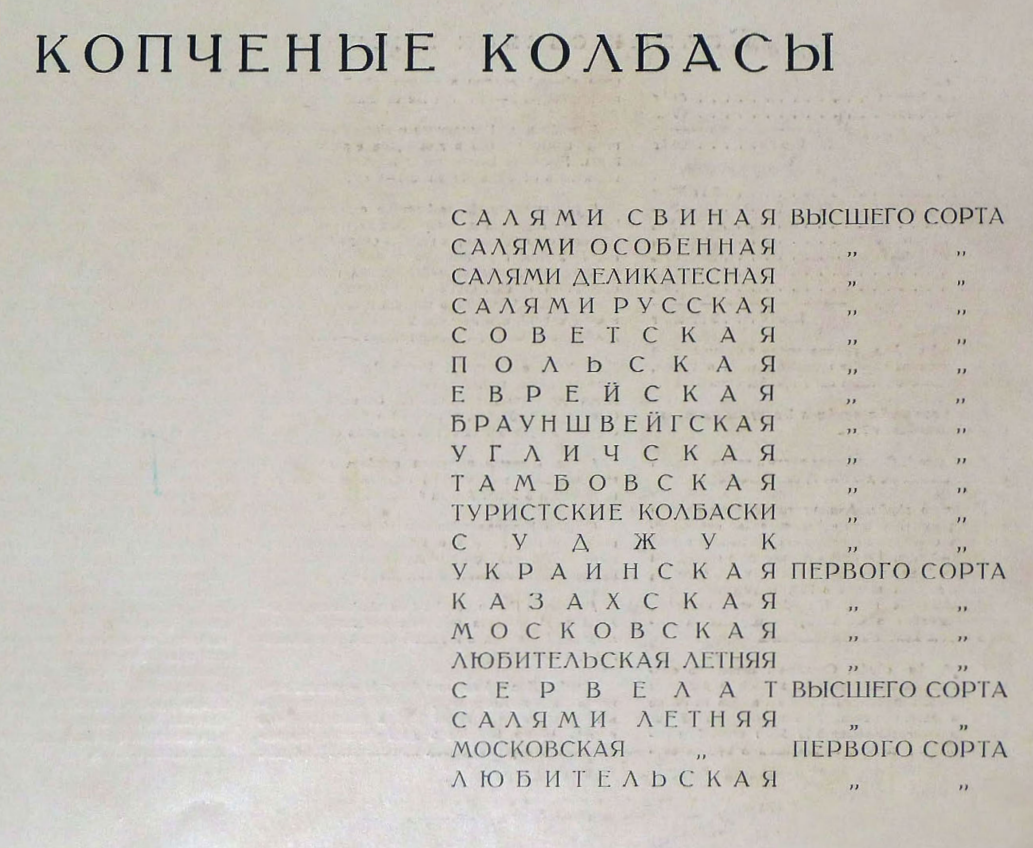 КОПЧЕНЫЕ КОЛБАСЫ
САЛЯМИ СВИНАЯ ВЫСШЕГО СОРТА
САЛЯМИ ОСОБЕННАЯ „ „
САЛЯМИ ДЕЛИКАТЕСНАЯ „ „
САЛЯМИ РУССКАЯ „ „
СОВЕТСКАЯ „ „
ПОЛЬСКАЯ „ „
ЕВРЕЙСКАЯ „ „
БРАУНШВЕЙГСКАЯ „ „
УГЛИЧСКАЯ „ „
ТАМБОВСКАЯ „ „
ТУРИСТСКИЕ КОЛБАСКИ „ „
СУДЖУК „ „
УКРАИНСКАЯ ПЕРВОГО СОРТА
КАЗАХСКАЯ „ „
МОСКОВСКАЯ „ „
ЛЮБИТЕЛЬСКАЯ ЛЕТНЯЯ „ „
СЕРВЕЛАТ ВЫСШЕГО СОРТА
САЛЯМИ ЛЕТНЯЯ „ „
МОСКОВСКАЯ „ ПЕРВОГО СОРТА
ЛЮБИТЕЛЬСКАЯ „ „